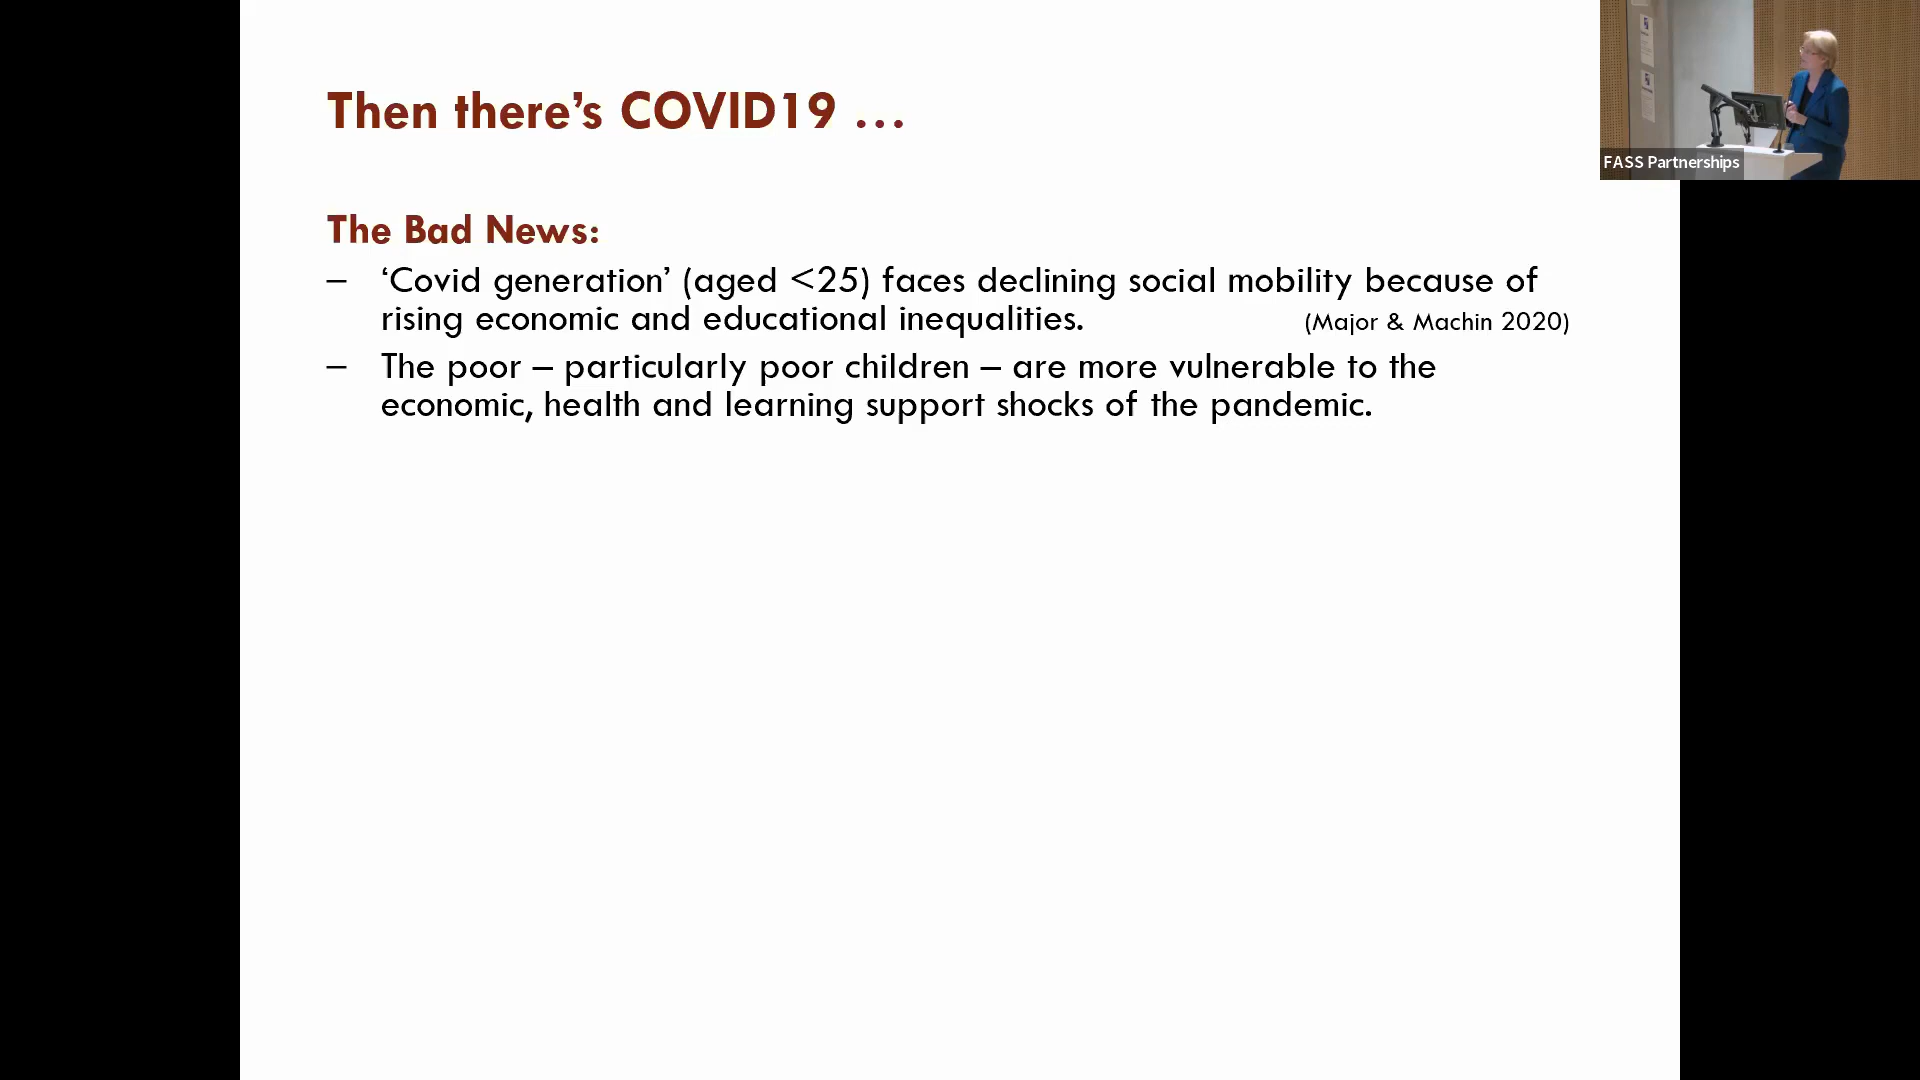 Then there’s COVID19 …
The Bad News:
– ‘Covid generation’ (aged <25) faces declining social mobility because of
rising economic and educational inequalities. (Major & Machin 2020)
– The poor – particularly poor children – are more vulnerable to the
economic, health and learning support shocks of the pandemic.
FASS Partnerships